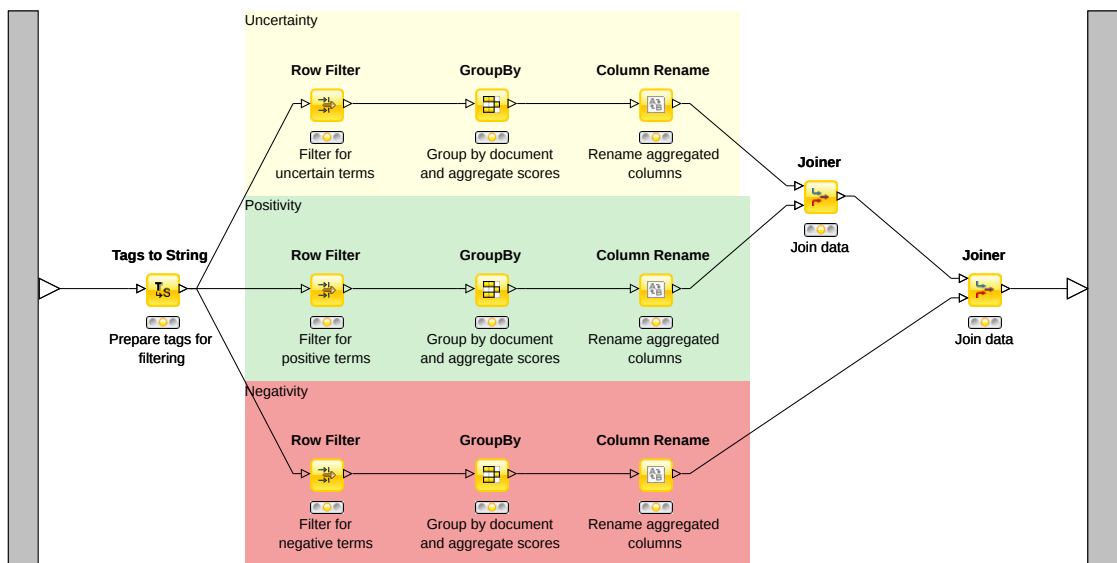 Uncertainty
Row Filter
GroupBy
Column Rename
Filter for
uncertain terms
Group by document
and aggregate scores
Rename aggregated
columns
Joiner
Join data
Positivity
Tags to String
Prepare tags for
filtering
Row Filter
GroupBy
Column Rename
Filter for
positive terms
Group by document
and aggregate scores
Rename aggregated
columns
Joiner
Join data
Negativity
Row Filter
GroupBy
Column Rename
Filter for
negative terms
Group by document
and aggregate scores
Rename aggregated
columns